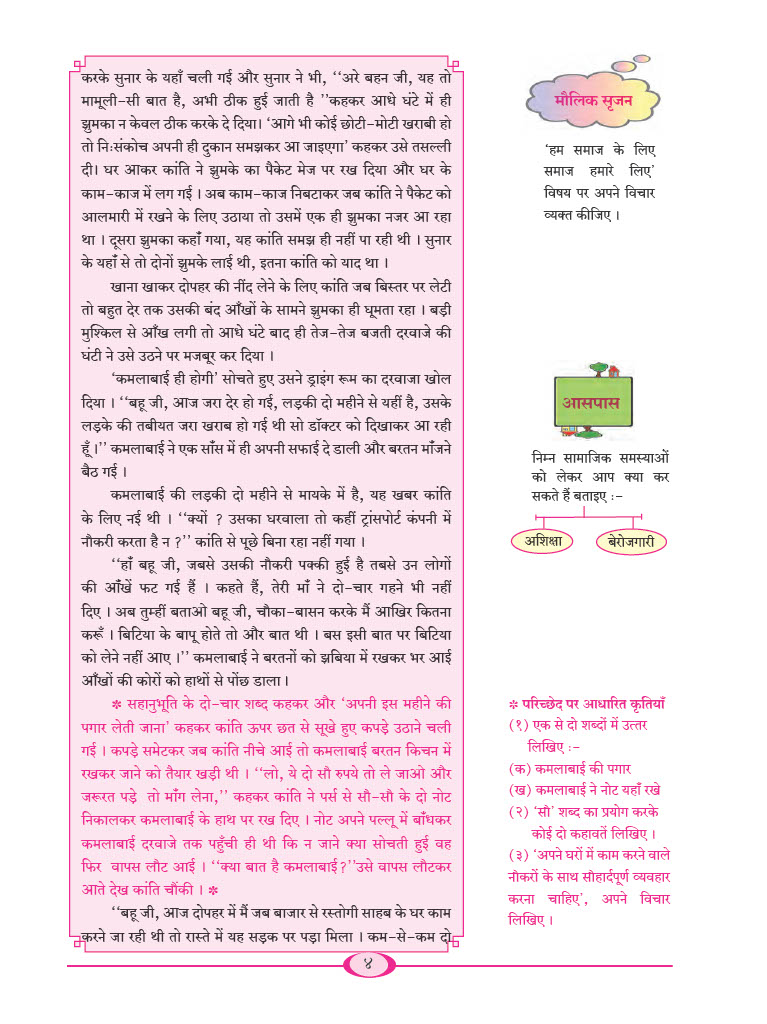 करके सुनार के यहाँ चली गई और सुनार ने भी, ‘‘अरे बहन जी, यह तो
मामूली-सी बात है, अभी ठीक हुई जाती है ’’कहकर आधे घंटे में ही
झुमका न केवल ठीक करके दे दिया। ‘आगे भी कोई छोटी-मोटी खराबी हो
तो निःसंकोच अपनी ही दुकान समझकर आ जाइएगा’ कहकर उसे तसल्ली
दी। घर आकर कांति ने झुमके का पैकेट मेज पर रख दिया और घर के
काम-काज में लग गई । अब काम-काज निबटाकर जब कांति ने पैकेट को
आलमारी में रखने के लिए उठाया तो उसमें एक ही झुमका नजर आ रहा
था । दूसरा झुमका कहाँ गया, यह कांति समझ ही नहीं पा रही थी । सुनार
के यहाँ से तो दोनों झुमके लाई थी, इतना कांति को याद था ।
खाना खाकर दोपहर की नींद लेने के लिए कांति जब बिस्तर पर लेटी
तो बहुत देर तक उसकी बंद आँखों के सामने झुमका ही घूमता रहा । बड़ी
मुश्किल से आँख लगी तो आधे घंटे बाद ही तेज-तेज बजती दरवाजे की
घंटी ने उसे उठने पर मजबूर कर दिया ।
‘कमलाबाई ही होगी’ सोचते हुए उसने ड्राइंग रूम का दरवाजा खोल
दिया । ‘‘बहू जी, आज जरा देर हो गई, लड़की दो महीने से यहीं है, उसके
लड़के की तबीयत जरा खराब हो गई थी सो डॉक्टर को दिखाकर आ रही
हूँ ।’’ कमलाबाई ने एक साँस में ही अपनी सफाई दे डाली और बरतन माँजने
बैठ गई ।
कमलाबाई की लड़की दो महीने से मायके में है, यह खबर कांति
के लिए नई थी । ‘‘क्यों ? उसका घरवाला तो कहीं ट्रांसपोर्ट कंपनी में
नौकरी करता है न ?’’ कांति से पूछे बिना रहा नहीं गया ।
‘‘हाँ बहू जी, जबसे उसकी नौकरी पक्की हुई है तबसे उन लोगों
की आँखें फट गई हैं । कहते हैं, तेरी माँ ने दो-चार गहने भी नहीं
दिए । अब तुम्हीं बताओ बहू जी, चौका-बासन करके मैं आखिर कितना
करूँ । बिटिया के बापू होते तो और बात थी । बस इसी बात पर बिटिया
को लेने नहीं आए ।’’ कमलाबाई ने बरतनों को झबिया में रखकर भर आई
आँखों की कोरों को हाथों से पोंछ डाला ।
❇ सहानुभूति के दो-चार शब्द कहकर और ‘अपनी इस महीने की
पगार लेती जाना’ कहकर कांति ऊपर छत से सूखे हुए कपड़े उठाने चली
गई । कपड़े समेटकर जब कांति नीचे आई तो कमलाबाई बरतन किचन में
रखकर जाने को तैयार खड़ी थी । ‘‘लो, ये दो सौ रुपये तो ले जाओ और
जरूरत पड़े तो माँग लेना,’’ कहकर कांति ने पर्स से सौ-सौ के दो नोट
निकालकर कमलाबाई के हाथ पर रख दिए । नोट अपने पल्लू में बाँधकर
कमलाबाई दरवाजे तक पहुँची ही थी कि न जाने क्या सोचती हुई वह
फिर वापस लौट आई । ‘‘क्या बात है कमलाबाई?’’उसे वापस लौटकर
आते देख कांति चौंकी । ❇
‘‘बहू जी, आज दोपहर में मैं जब बाजार से रस्तोगी साहब के घर काम
करने जा रही थी तो रास्ते में यह सड़क पर पड़ा मिला । कम-से-कम दो
मौलिक सृजन
‘हम समाज के लिए
समाज हमारे लिए’
विषय पर अपने विचार
व्यक्त कीजिए ।
आसपास
निम्न सामाजिक समस्याओं
को लेकर आप क्या कर
सकते हैं बताइए :-
अशिक्षा बेरोजगारी
❇ परिच्छेद पर आधारित कृतियाँ
(१) एक से दो शब्दों में उत्तर
लिखिए :-
(क) कमलाबाई की पगार
(ख) कमलाबाई ने नोट यहाँ रखे
(२) ‘सौ’ शब्द का प्रयोग करके
कोई दो कहावतें लिखिए ।
(३) ‘अपने घरों में काम करने वाले
नौकरों के साथ सौहार्दपूर्ण व्यवहार
करना चाहिए’, अपने विचार
लिखिए ।
४